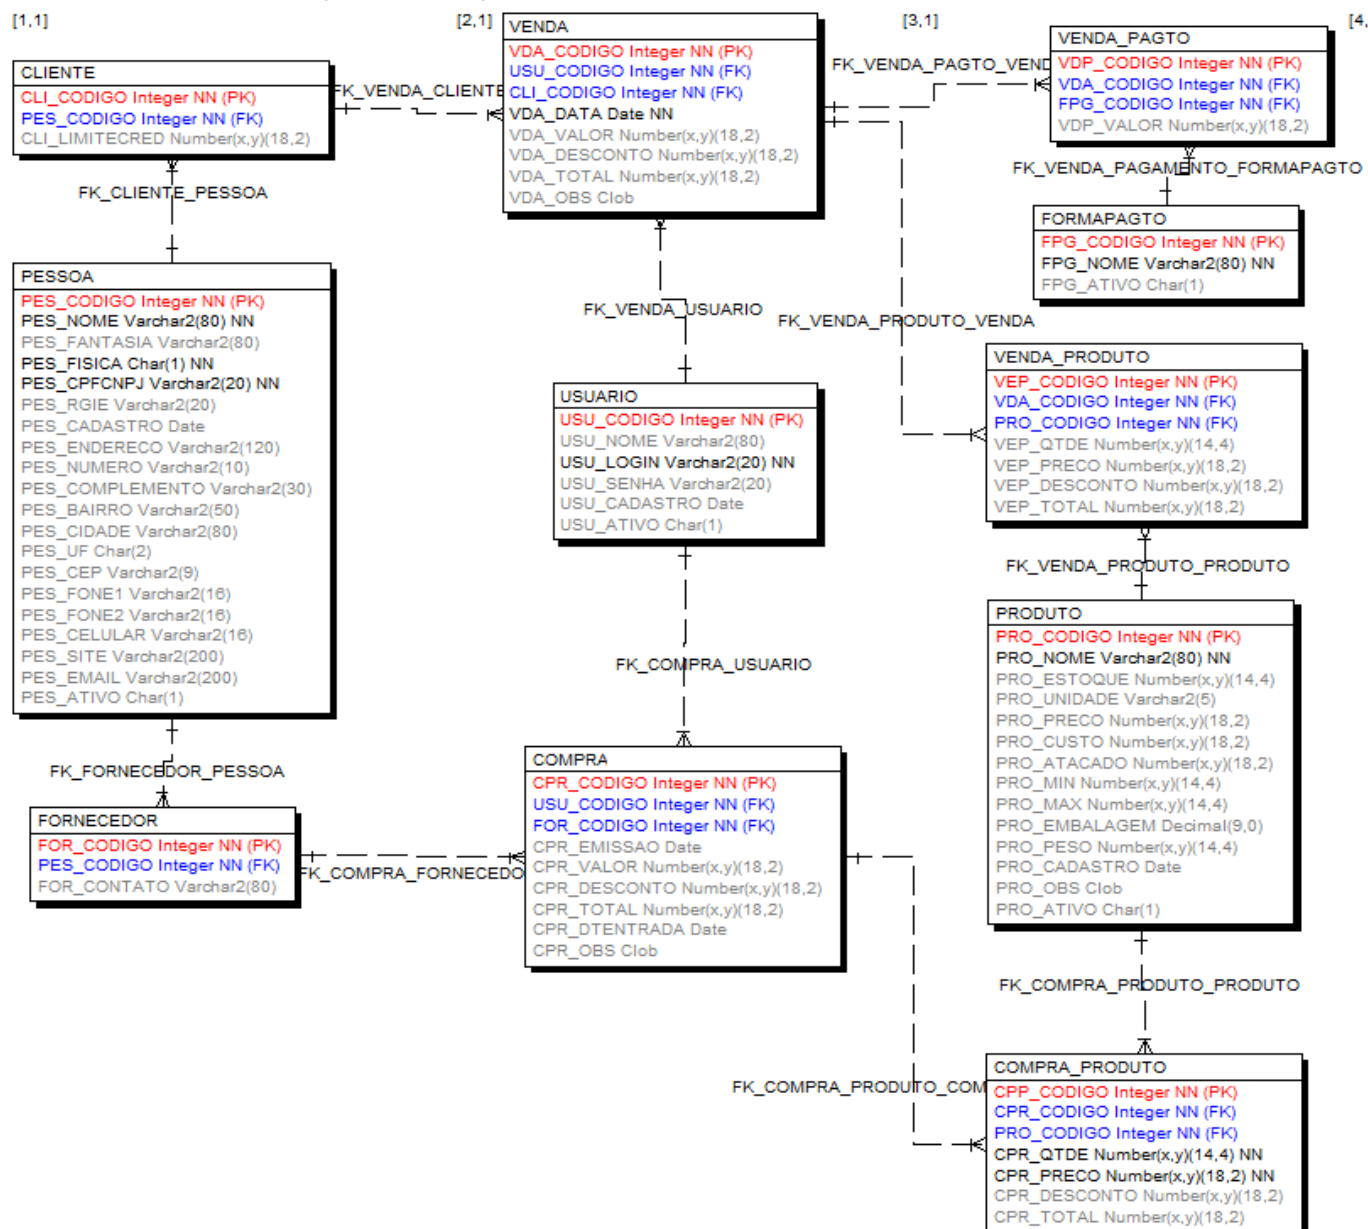 [1,1]
[2,1]
[3,1]
[4,
CLIENTE
CLI_CODIGO Integer NN (PK)
PES_CODIGO Integer NN (FK)
CLI_LIMITECRED Number(x,y)(18,2)
FK_VENDA_CLIENTE
VENDA
VDA_CODIGO Integer NN (PK)
USU_CODIGO Integer NN (FK)
CLI_CODIGO Integer NN (FK)
VDA_DATA Date NN
VDA_VALOR Number(x,y)(18,2)
VDA_DESCONTO Number(x,y)(18,2)
VDA_TOTAL Number(x,y)(18,2)
VDA_OBS Clob
FK_VENDA_PAGTO_VEND
VENDA_PAGTO
VDP_CODIGO Integer NN (PK)
VDA_CODIGO Integer NN (FK)
FPG_CODIGO Integer NN (FK)
VDP_VALOR Number(x,y)(18,2)
FK_VENDA_PAGAMENTO_FORMAPAGTO
FORMAPAGTO
FPG_CODIGO Integer NN (PK)
FPG_NOME Varchar2(80) NN
FPG_ATIVO Char(1)
FK_CLIENTE_PESSOA
PESSOA
PES_CODIGO Integer NN (PK)
PES_NOME Varchar2(80) NN
PES_FANTASIA Varchar2(80)
PES_FISICA Char(1) NN
PES_CPFCNPJ Varchar2(20) NN
PES_RGIE Varchar2(20)
PES_CADASTRO Date
PES_ENDERECO Varchar2(120)
PES_NUMERO Varchar2(10)
PES_COMPLEMENTO Varchar2(30)
PES_BAIRRO Varchar2(50)
PES_CIDADE Varchar2(80)
PES_UF Char(2)
PES_CEP Varchar2(9)
PES_FONE1 Varchar2(16)
PES_FONE2 Varchar2(16)
PES_CELULAR Varchar2(16)
PES_SITE Varchar2(200)
PES_EMAIL Varchar2(200)
PES_ATIVO Char(1)
FK_VENDA_USUARIO
FK_VENDA_PRODUTO_VENDA
USUARIO
USU_CODIGO Integer NN (PK)
USU_NOME Varchar2(80)
USU_LOGIN Varchar2(20) NN
USU_SENHA Varchar2(20)
USU_CADASTRO Date
USU_ATIVO Char(1)
VENDA_PRODUTO
VEP_CODIGO Integer NN (PK)
VDA_CODIGO Integer NN (FK)
PRO_CODIGO Integer NN (FK)
VEP_QTDE Number(x,y)(14,4)
VEP_PRECO Number(x,y)(18,2)
VEP_DESCONTO Number(x,y)(18,2)
VEP_TOTAL Number(x,y)(18,2)
FK_VENDA_PRODUTO_PRODUTO
PRODUTO
PRO_CODIGO Integer NN (PK)
PRO_NOME Varchar2(80) NN
PRO_ESTOQUE Number(x,y)(14,4)
PRO_UNIDADE Varchar2(5)
PRO_PRECO Number(x,y)(18,2)
PRO_CUSTO Number(x,y)(18,2)
PRO_ATACADO Number(x,y)(18,2)
PRO_MIN Number(x,y)(14,4)
PRO_MAX Number(x,y)(14,4)
PRO_EMBALAGEM Decimal(9,0)
PRO_PESO Number(x,y)(14,4)
PRO_CADASTRO Date
PRO_OBS Clob
PRO_ATIVO Char(1)
FK_COMPRA_USUARIO
FK_FORNECEDOR_PESSOA
FORNECEDOR
FOR_CODIGO Integer NN (PK)
PES_CODIGO Integer NN (FK)
FOR_CONTATO Varchar2(80)
FK_COMPRA_FORNECEDO
COMPRA
CPR_CODIGO Integer NN (PK)
USU_CODIGO Integer NN (FK)
FOR_CODIGO Integer NN (FK)
CPR_EMISSAO Date
CPR_VALOR Number(x,y)(18,2)
CPR_DESCONTO Number(x,y)(18,2)
CPR_TOTAL Number(x,y)(18,2)
CPR_DTENTRADA Date
CPR_OBS Clob
FK_COMPRA_PRODUTO_PRODUTO
FK_COMPRA_PRODUTO_COM
COMPRA_PRODUTO
CPP_CODIGO Integer NN (PK)
CPR_CODIGO Integer NN (FK)
PRO_CODIGO Integer NN (FK)
CPR_QTDE Number(x,y)(14,4) NN
CPR_PRECO Number(x,y)(18,2) NN
CPR_DESCONTO Number(x,y)(18,2)
CPR_TOTAL Number(x,y)(18,2)